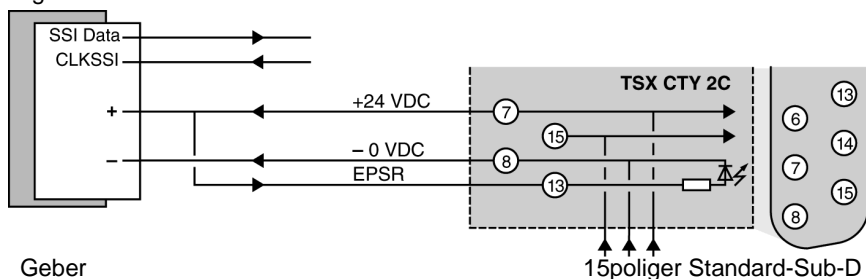 SSI Data
CLKSSI
TSX CTY 2C
+
+24 VDC
7
15
–
– 0 VDC
8
EPSR
13
13
6
14
7
15
8
Geber
15poliger Standard-Sub-D